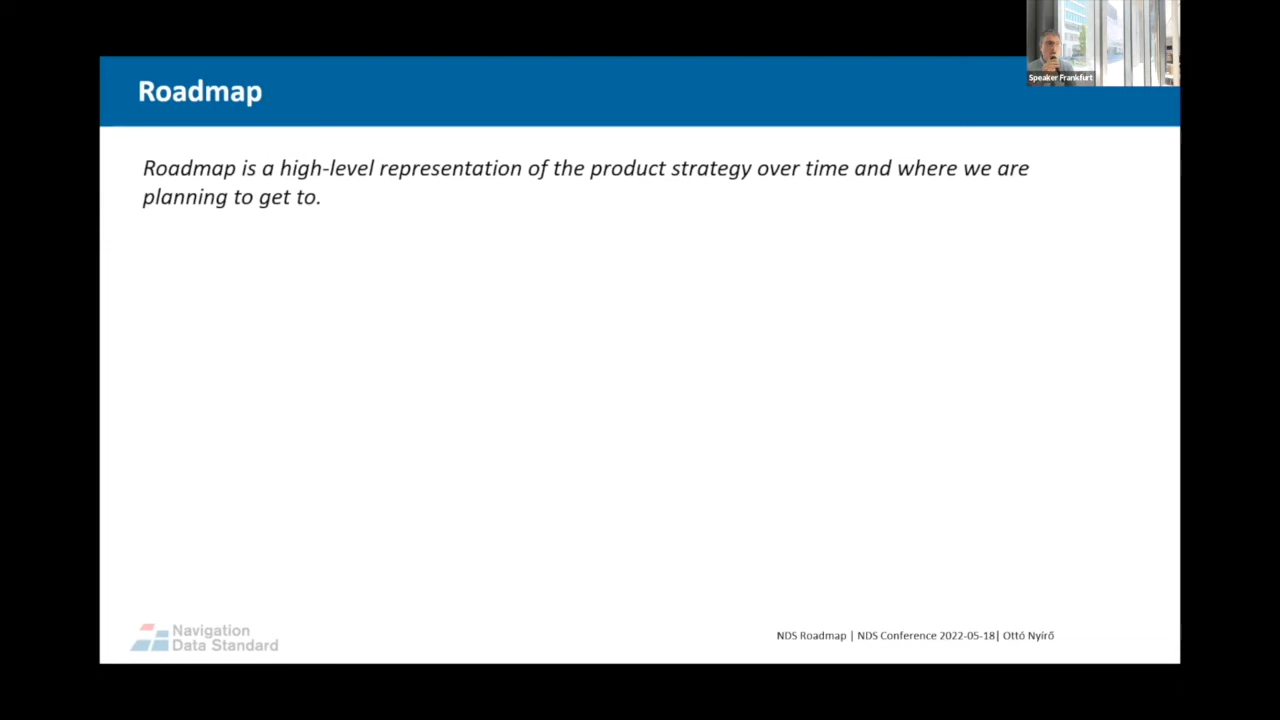 Speaker Frankfurt
Roadmap
Roadmap is a high-level representation of the product strategy over time and where we are
planning to get to.
Navigation
Data Standard
NDS Roadmap | NDS Conference 2022-05-18| Ottó Nyírő